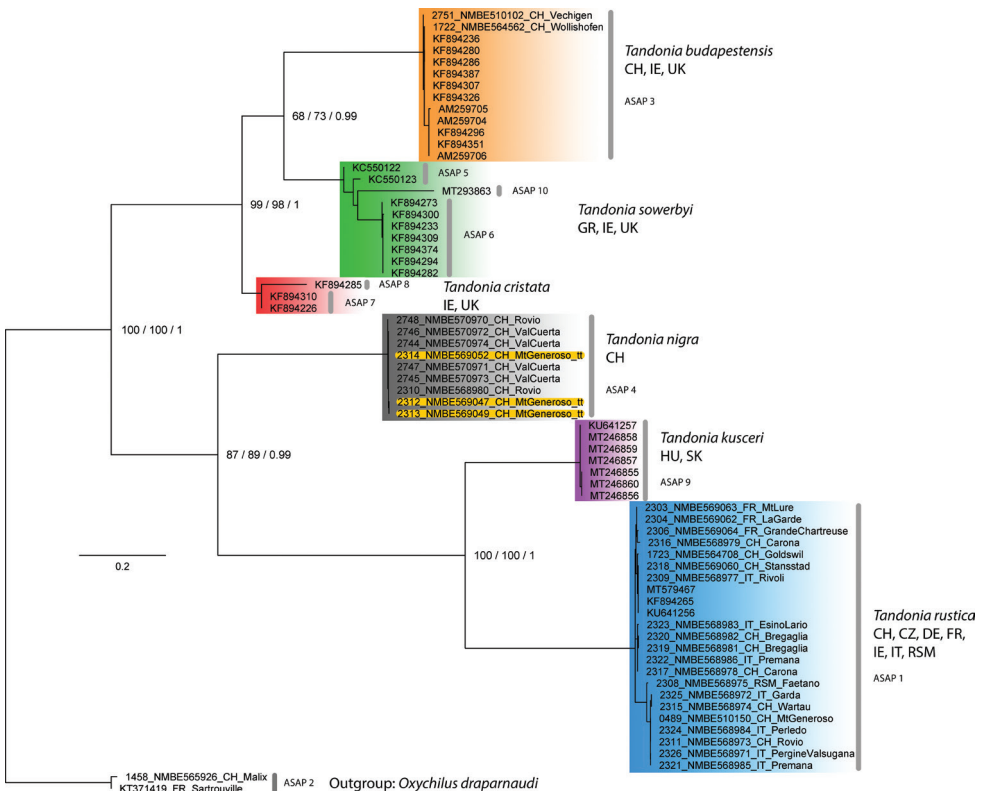 2751_NMBE510102_CH_Vechigen
1722_NMBE564562_CH_Wollishofen
KF894236
KF894280
KF894286
KF894387
KF894307
KF894326
AM259705
AM259704
KF894296
KF894351
AM259706
Tandonia budapestensis
CH, IE, UK
ASAP 3
68 / 73 / 0.99
KC550122
KC550123
ASAP 5
MT293863
ASAP 10
KF894273
KF894300
KF894233
KF894309
KF894374
KF894294
KF894282
ASAP 6
Tandonia sowerbyi
GR, IE, UK
99 / 98 / 1
KF894285
ASAP 8
KF894310
KF894226
ASAP 7
Tandonia cristata
IE, UK
100 / 100 / 1
2748_NMBE570970_CH_Rovio
2746_NMBE570972_CH_ValCuerta
2744_NMBE570974_CH_ValCuerta
2314_NMBE569052_CH_MtGeneroso_tt
2747_NMBE570971_CH_ValCuerta
2745_NMBE570973_CH_ValCuerta
2310_NMBE568980_CH_Rovio
2312_NMBE569047_CH_MtGeneroso_tt
2313_NMBE569049_CH_MtGeneroso_tt
Tandonia nigra
CH
ASAP 4
87 / 89 / 0.99
KU641257
MT246858
MT246859
MT246857
MT246855
MT246860
MT246856
Tandonia kusceri
HU, SK
ASAP 9
100 / 100 / 1
2303_NMBE569063_FR_MtLure
2304_NMBE569062_FR_LaGarde
2306_NMBE569064_FR_GrandeChartreuse
2316_NMBE568979_CH_Carona
1723_NMBE564708_CH_Goldswil
2318_NMBE569060_CH_Stansstad
2309_NMBE568977_IT_Rivoli
MT579467
KF894265
KU641256
2323_NMBE568983_IT_EsinoLario
2320_NMBE568982_CH_Bregaglia
2319_NMBE568981_CH_Bregaglia
2322_NMBE568986_IT_Premana
2317_NMBE568978_CH_Carona
2308_NMBE568975_RSM_Faetano
2325_NMBE568972_IT_Garda
2315_NMBE568974_CH_Wartau
0489_NMBE510150_CH_MtGeneroso
2324_NMBE568984_IT_Perledo
2311_NMBE568973_CH_Rovio
2326_NMBE568971_IT_PergineValsugana
2321_NMBE568985_IT_Premana
Tandonia rustica
CH, CZ, DE, FR,
IE, IT, RSM
ASAP 1
0.2
1458_NMBE565926_CH_Malix
KT371419_FR_Sartrouville
ASAP 2
Outgroup: Oxychilus draparnaudi